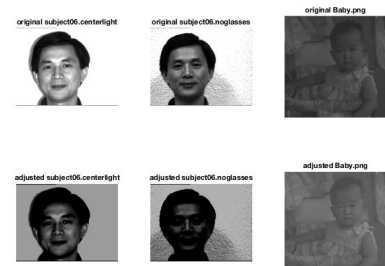 original subject06.centerlight
original subject06.noglasses
original Baby.png
adjusted subject06.centerlight
adjusted subject06.noglasses
adjusted Baby.png